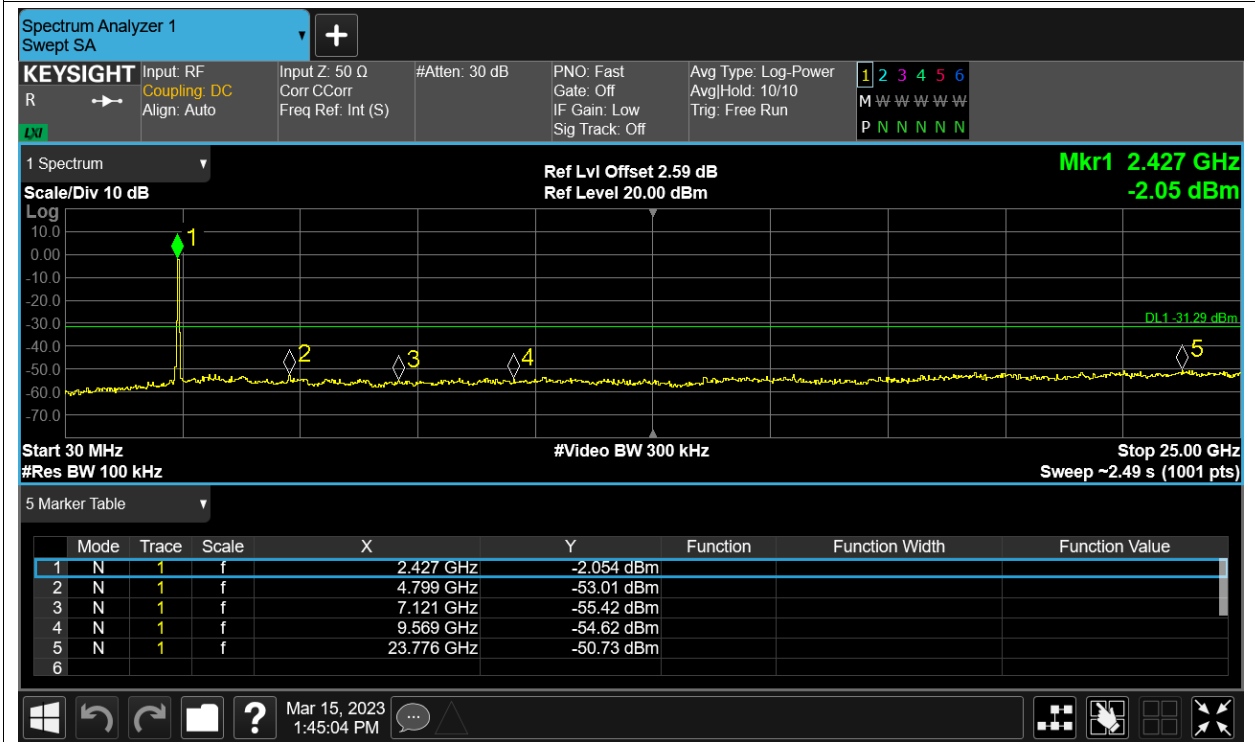 Spectrum Analyzer 1
Swept SA
+
KEYSIGHT
R
LXI
Input: RF
Coupling: DC
Align: Auto
Input Z: 50 Ω
Corr CCorr
Freq Ref: Int (S)
#Atten: 30 dB
PNO: Fast
Gate: Off
IF Gain: Low
Sig Track: Off
Avg Type: Log-Power
Avg|Hold: 10/10
Trig: Free Run
1 2 3 4 5 6
M W W W W W
P N N N N N
1 Spectrum
Scale/Div 10 dB
Ref Lvl Offset 2.59 dB
Ref Level 20.00 dBm
Mkr1 2.427 GHz
-2.05 dBm
Log
10.0
0.00
-10.0
-20.0
-30.0
-40.0
-50.0
-60.0
-70.0
1
2
3
4
5
DL1 -31.29 dBm
Start 30 MHz
#Res BW 100 kHz
#Video BW 300 kHz
Stop 25.00 GHz
Sweep ~2.49 s (1001 pts)
5 Marker Table
Mode Trace Scale X Y Function Function Width Function Value
1 N 1 f 2.427 GHz -2.054 dBm
2 N 1 f 4.799 GHz -53.01 dBm
3 N 1 f 7.121 GHz -55.42 dBm
4 N 1 f 9.569 GHz -54.62 dBm
5 N 1 f 23.776 GHz -50.73 dBm
6
?
Mar 15, 2023
1:45:04 PM